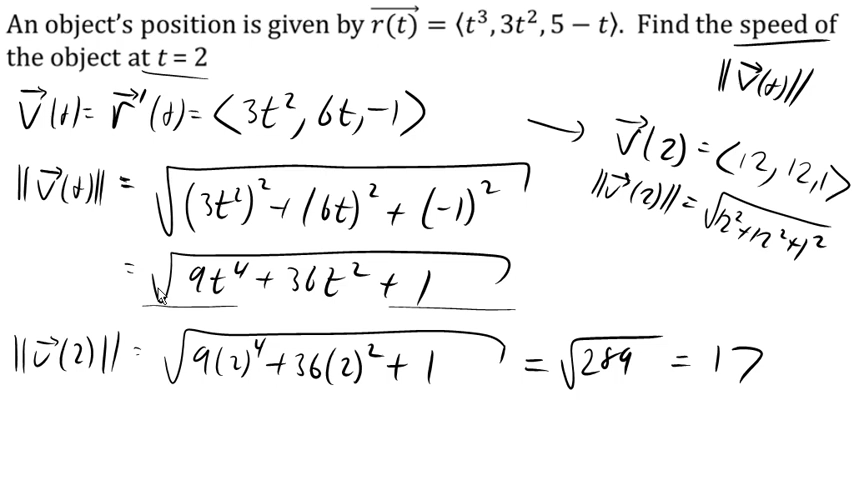 An object's position is given by \overrightarrow{r(t)} = ⟨t³, 3t², 5 − t⟩. Find the speed of
the object at t = 2
||v⃗(t)||
v⃗(t) = r⃗'(t) = ⟨3t², 6t, -1⟩
→ v⃗(2) = ⟨12, 12, 1⟩
||v⃗(t)|| = √((3t²)² + (6t)² + (-1)²)
||v⃗(2)|| = √(12² + 12² + 1²)
= √(9t⁴ + 36t² + 1)
||v⃗(2)|| = √(9(2)⁴ + 36(2)² + 1) = √289 = 17